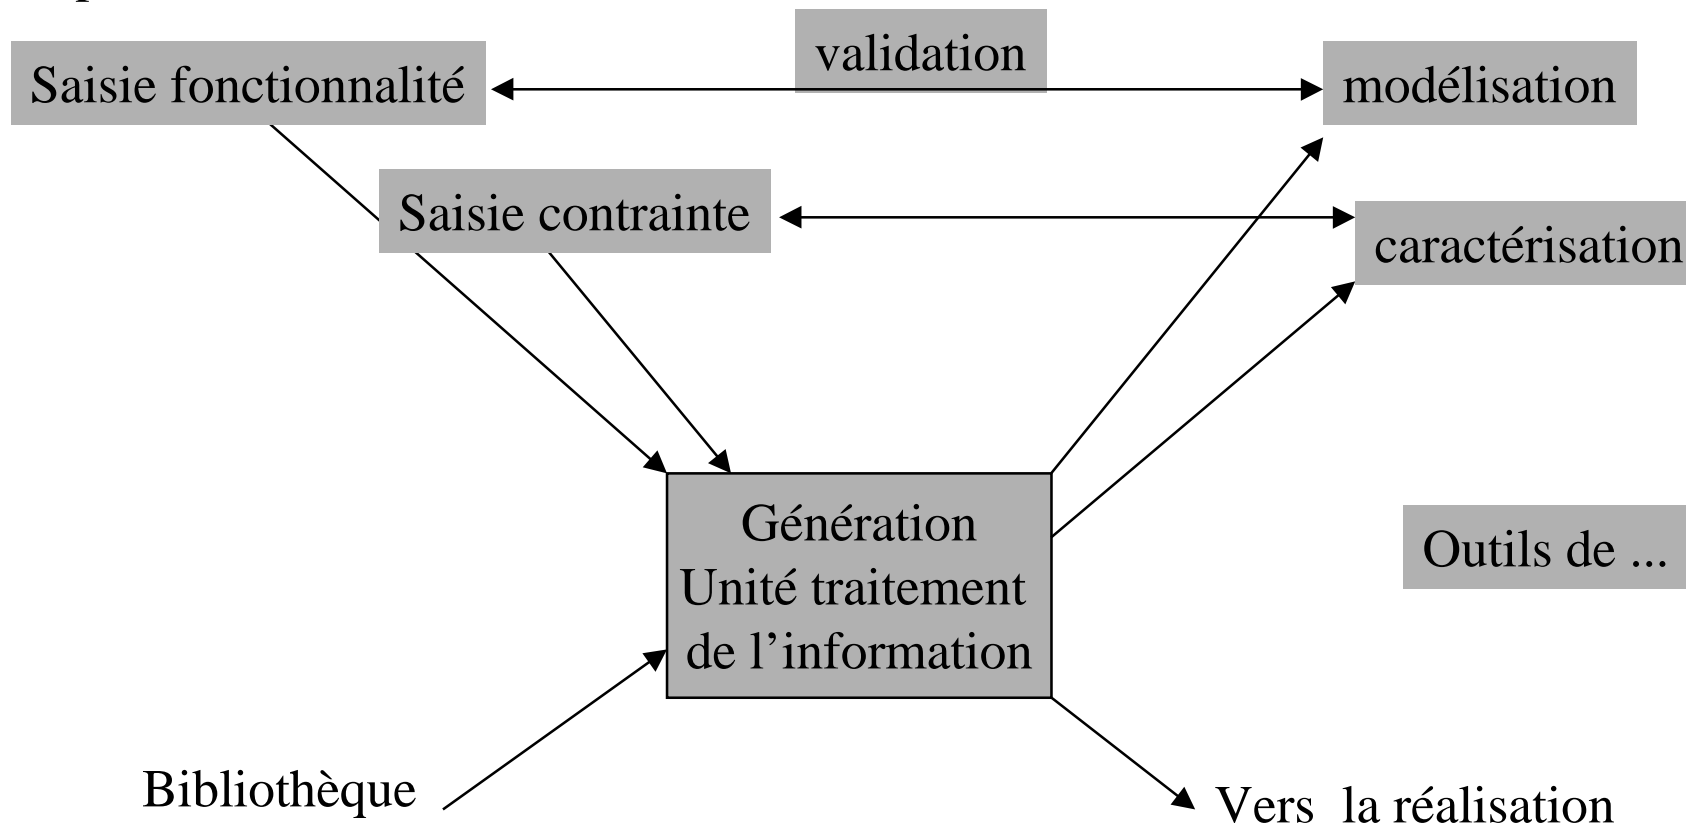 validation
Saisie fonctionnalité
modélisation
Saisie contrainte
caractérisation
Génération
Unité traitement
de l’information
Outils de ...
Bibliothèque
Vers la réalisation